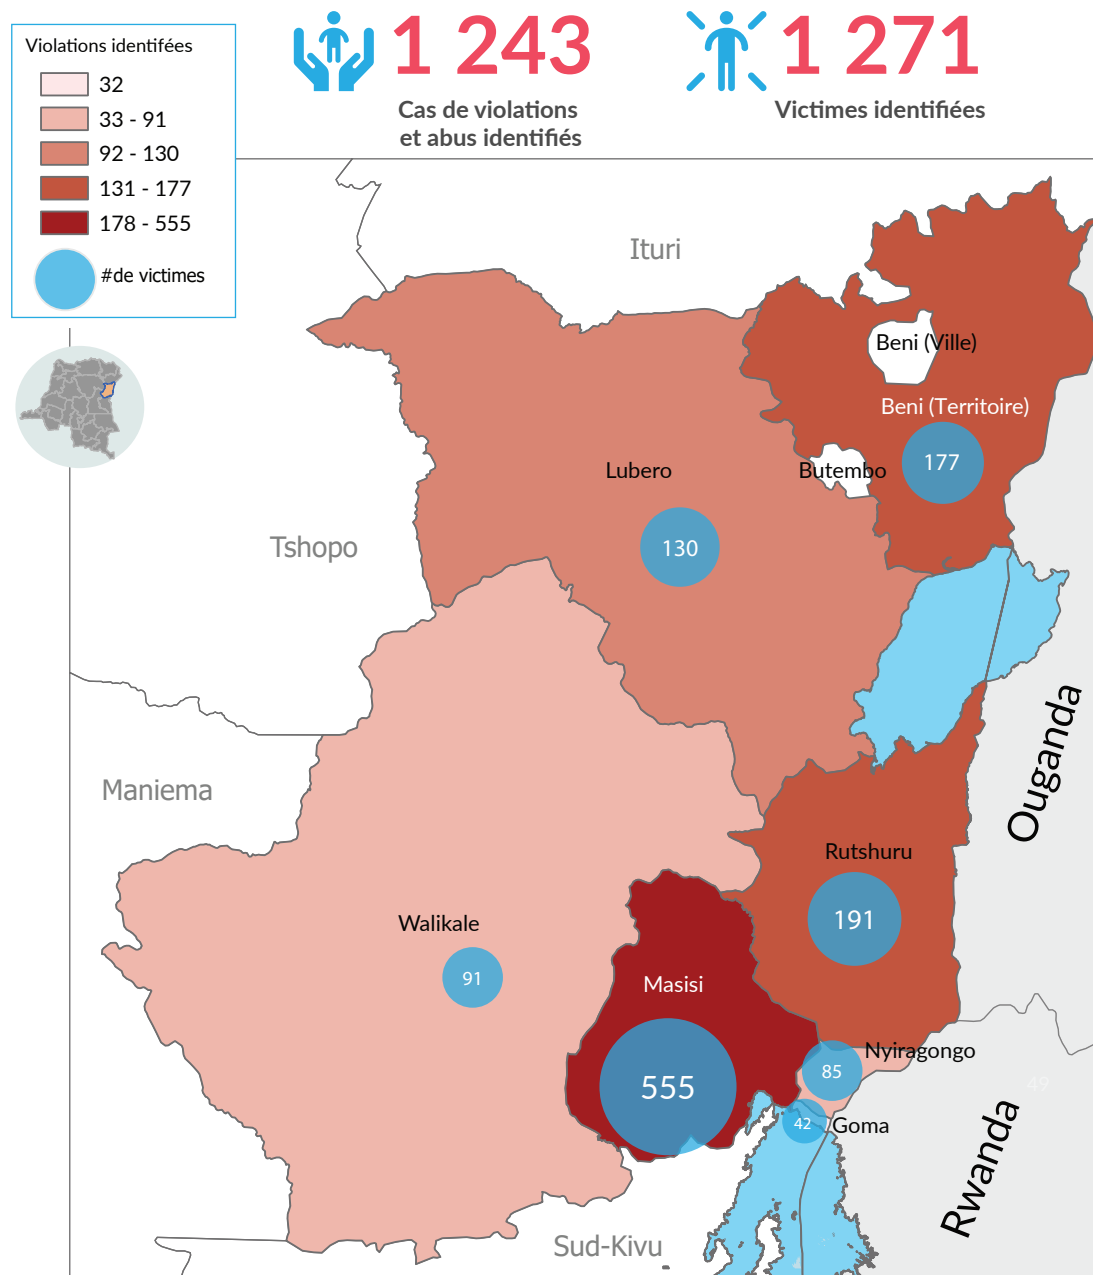 1 243
Cas de violations
et abus identifiés
1 271
Victimes identifiées
Violations identifées
32
33 - 91
92 - 130
131 - 177
178 - 555
#de victimes
Ituri
Beni (Ville)
Beni (Territoire)
177
Butembo
Lubero
130
Tshopo
Ouganda
Maniema
Rutshuru
191
Walikale
91
Masisi
555
Nyiragongo
85
49
Goma
42
Rwanda
Sud-Kivu